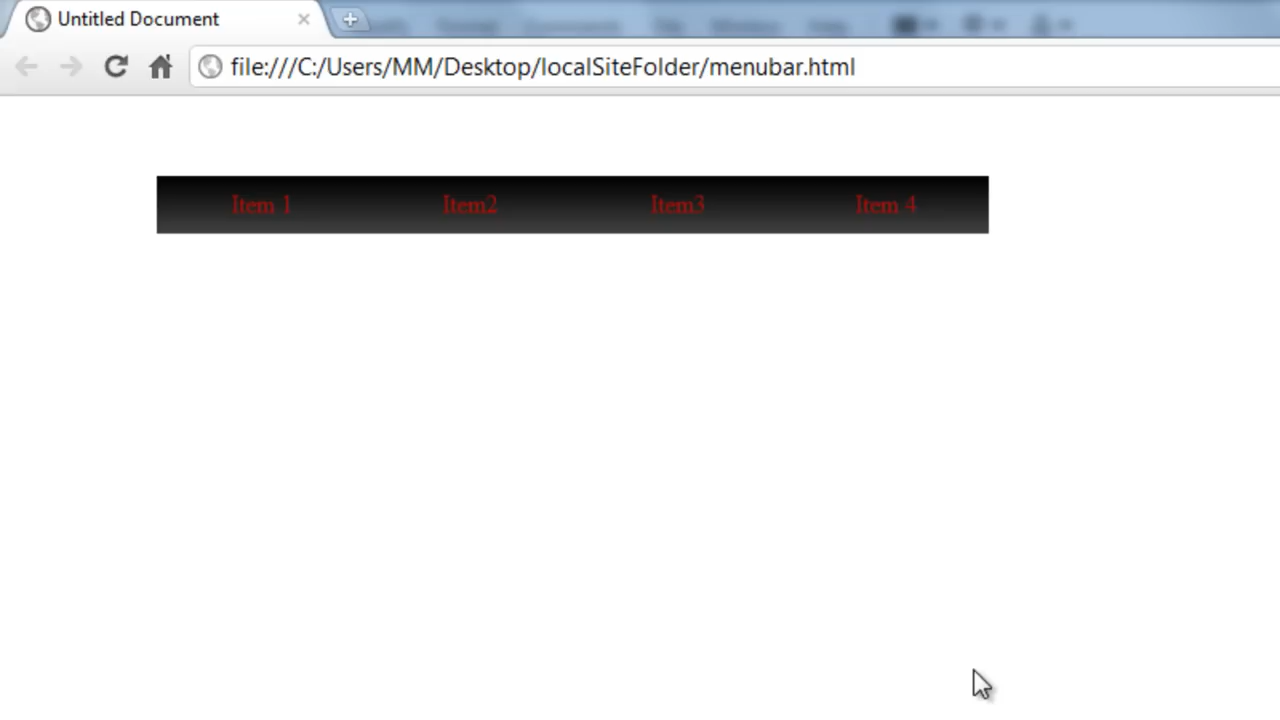 Untitled Document
file:///C:/Users/MM/Desktop/localSiteFolder/menubar.html
Item 1 Item2 Item3 Item 4